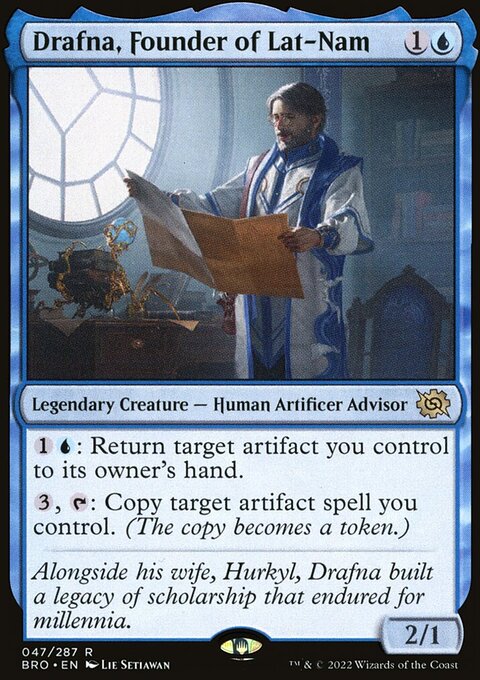 Drafna, Founder of Lat-Nam 1
Legendary Creature — Human Artificer Advisor
1: Return target artifact you control
to its owner's hand.
3, : Copy target artifact spell you
control. (The copy becomes a token.)
Alongside his wife, Hurkyl, Drafna built
a legacy of scholarship that endured for
millennia.
2/1
047/287 R
BRO • EN Lie Setiawan
™ & © 2022 Wizards of the Coast